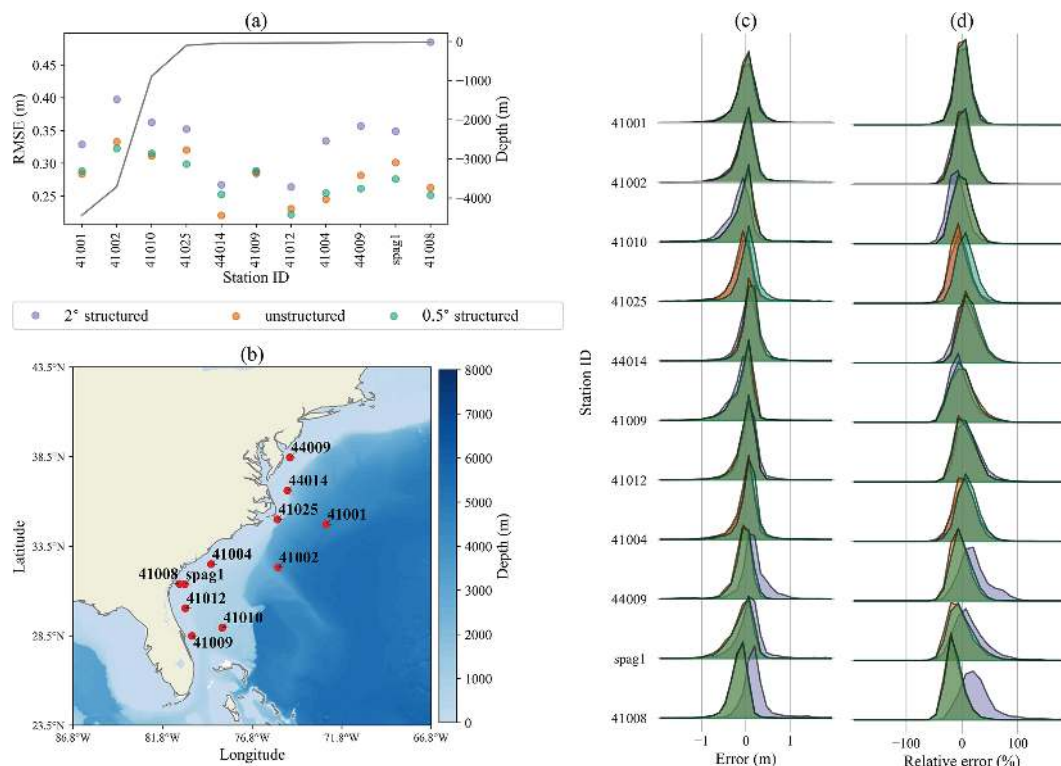 (a)
RMSE (m)
0.45
0.40
0.35
0.30
0.25
0
−1000
−2000
−3000
−4000
Depth (m)
41001
41002
41010
41025
44014
41009
41012
41004
44009
spag1
41008
Station ID
2° structured
unstructured
0.5° structured
(b)
43.5°N
38.5°N
33.5°N
28.5°N
23.5°N
Latitude
44009
44014
41025
41001
41004
41002
41008
spag1
41012
41010
41009
86.8°W
81.8°W
76.8°W
71.8°W
66.8°W
Longitude
8000
7000
6000
5000
4000
3000
2000
1000
0
Depth (m)
(c)
(d)
Station ID
41001
41002
41010
41025
44014
41009
41012
41004
44009
spag1
41008
−1
0
1
Error (m)
−100
0
100
Relative error (%)